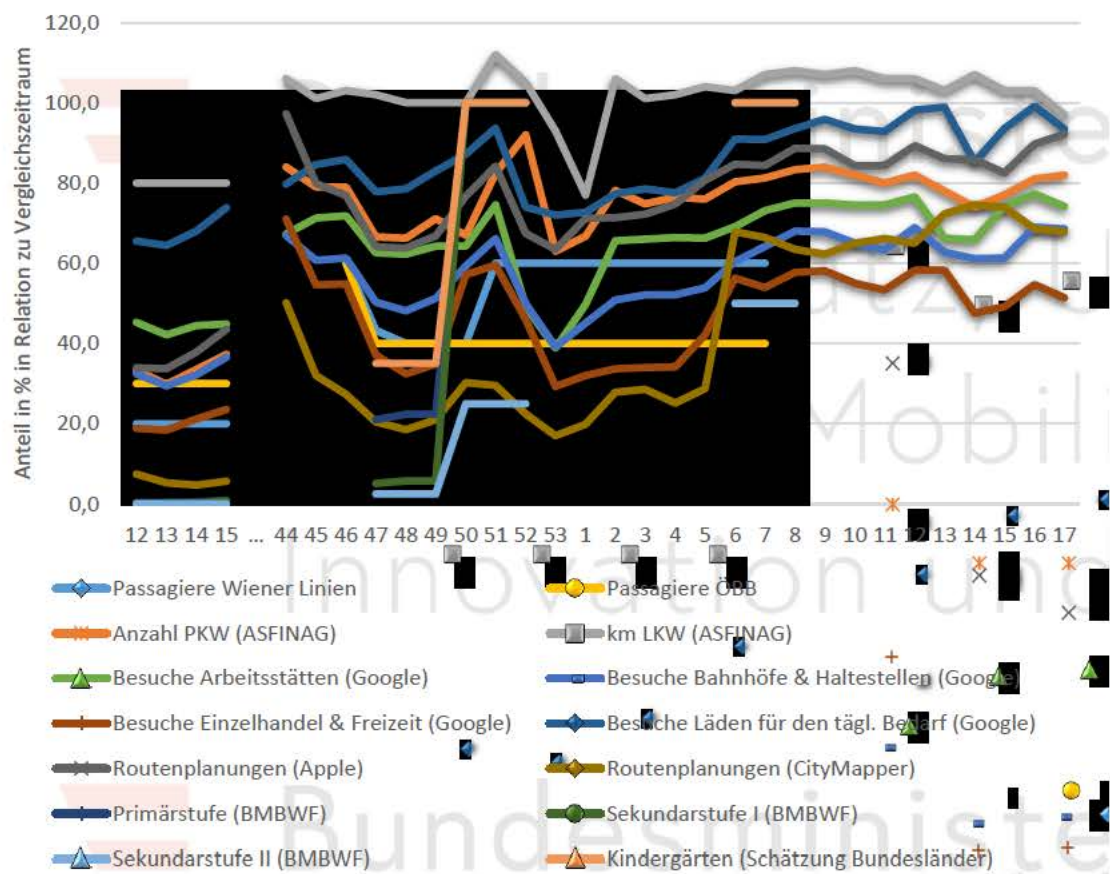 120,0
100,0
80,0
60,0
40,0
20,0
0,0
Anteil in % in Relation zu Vergleichszeitraum
12 13 14 15 ... 44 45 46 47 48 49 50 51 52 53 1 2 3 4 5 6 7 8 9 10 11 12 13 14 15 16 17
Passagiere Wiener Linien Passagiere ÖBB
Anzahl PKW (ASFINAG) km LKW (ASFINAG)
Besuche Arbeitsstätten (Google) Besuche Bahnhöfe & Haltestellen (Google)
Besuche Einzelhandel & Freizeit (Google) Besuche Läden für den tägl. Bedarf (Google)
Routenplanungen (Apple) Routenplanungen (CityMapper)
Primärstufe (BMBWF) Sekundarstufe I (BMBWF)
Sekundarstufe II (BMBWF) Kindergärten (Schätzung Bundesländer)
Mobili
Innovation und
Bundesministe